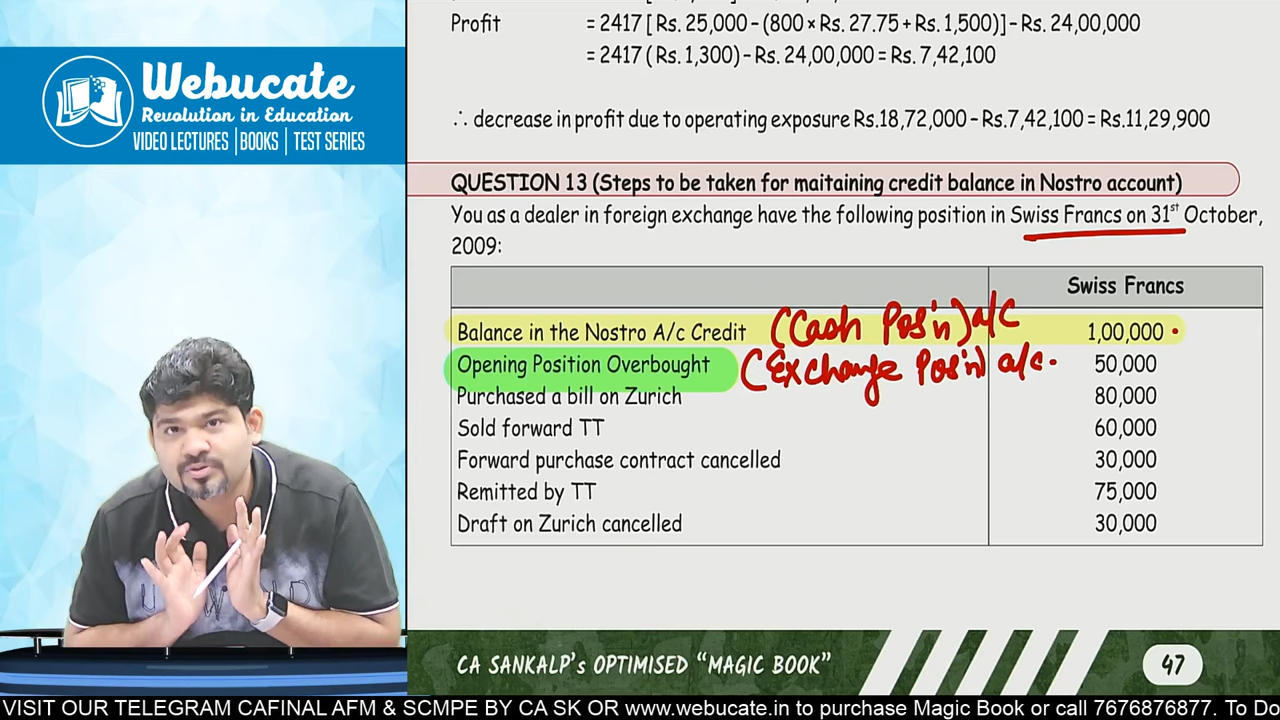 Profit = 2417 [Rs. 25,000 – (800 × Rs. 27.75 + Rs. 1,500)] – Rs. 24,00,000
= 2417 (Rs. 1,300) – Rs. 24,00,000 = Rs. 7,42,100
Webucate
Revolution in Education
VIDEO LECTURES | BOOKS | TEST SERIES
∴ decrease in profit due to operating exposure Rs.18,72,000 – Rs.7,42,100 = Rs.11,29,900
QUESTION 13 (Steps to be taken for maitaining credit balance in Nostro account)
You as a dealer in foreign exchange have the following position in Swiss Francs on 31st October,
2009:
Swiss Francs
Balance in the Nostro A/c Credit (Cash Pos'n) a/c 1,00,000
Opening Position Overbought (Exchange Pos'n) a/c. 50,000
Purchased a bill on Zurich 80,000
Sold forward TT 60,000
Forward purchase contract cancelled 30,000
Remitted by TT 75,000
Draft on Zurich cancelled 30,000
CA SANKALP's OPTIMISED "MAGIC BOOK" 47
VISIT OUR TELEGRAM CAFINAL AFM & SCMPE BY CA SK OR www.webucate.in to purchase Magic Book or call 7676876877. To Do